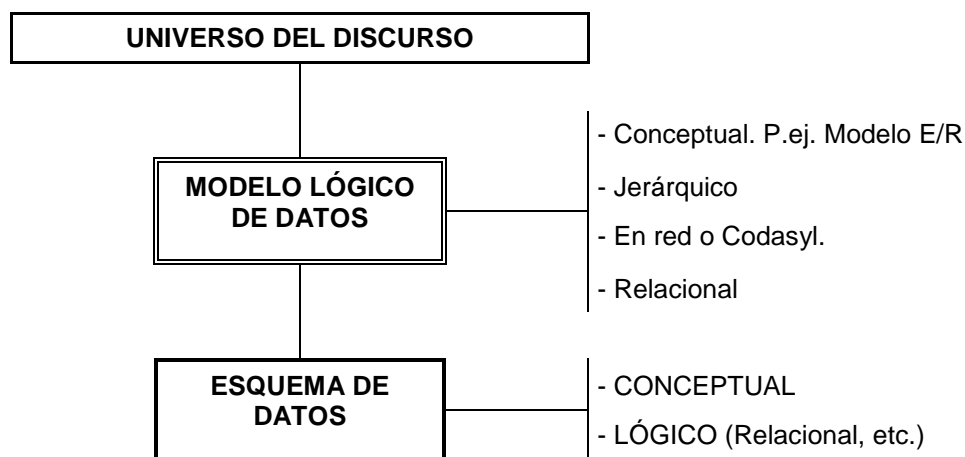 UNIVERSO DEL DISCURSO
- Conceptual. P.ej. Modelo E/R
MODELO LÓGICO
DE DATOS
- Jerárquico
- En red o Codasyl.
- Relacional
ESQUEMA DE
DATOS
- CONCEPTUAL
- LÓGICO (Relacional, etc.)